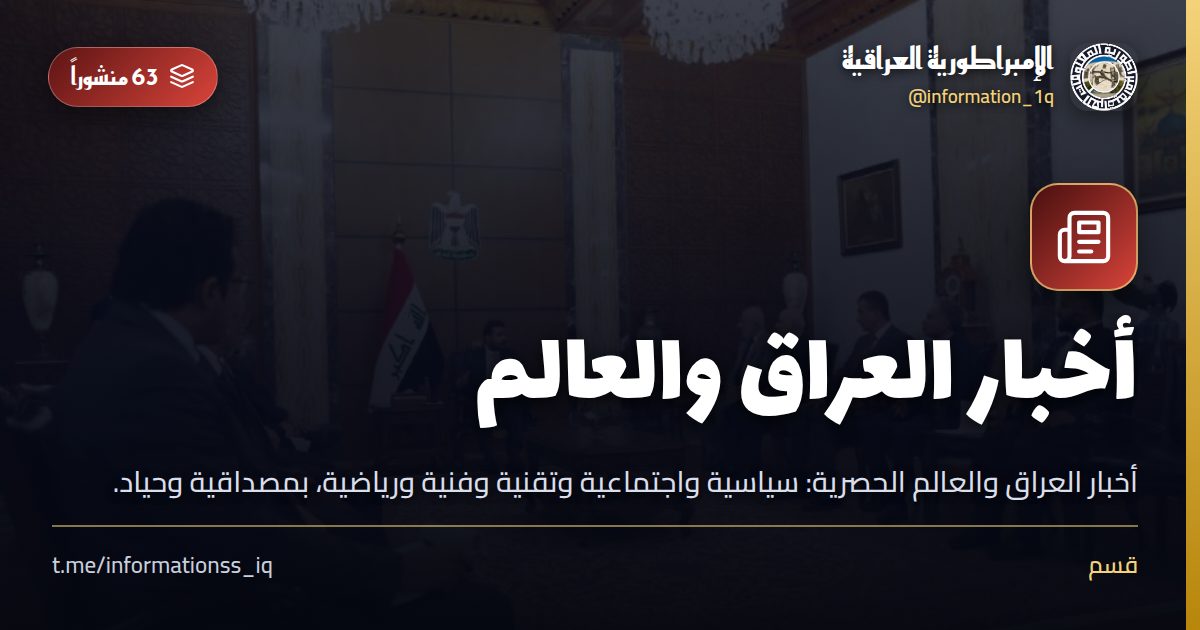 الإمبراطورية العراقية
@information_1q
63 منشوراً
أخبار العراق والعالم
أخبار العراق والعالم الحصرية: سياسية واجتماعية وتقنية وفنية ورياضية، بمصداقية وحياد.
قسم
t.me/informationss_iq